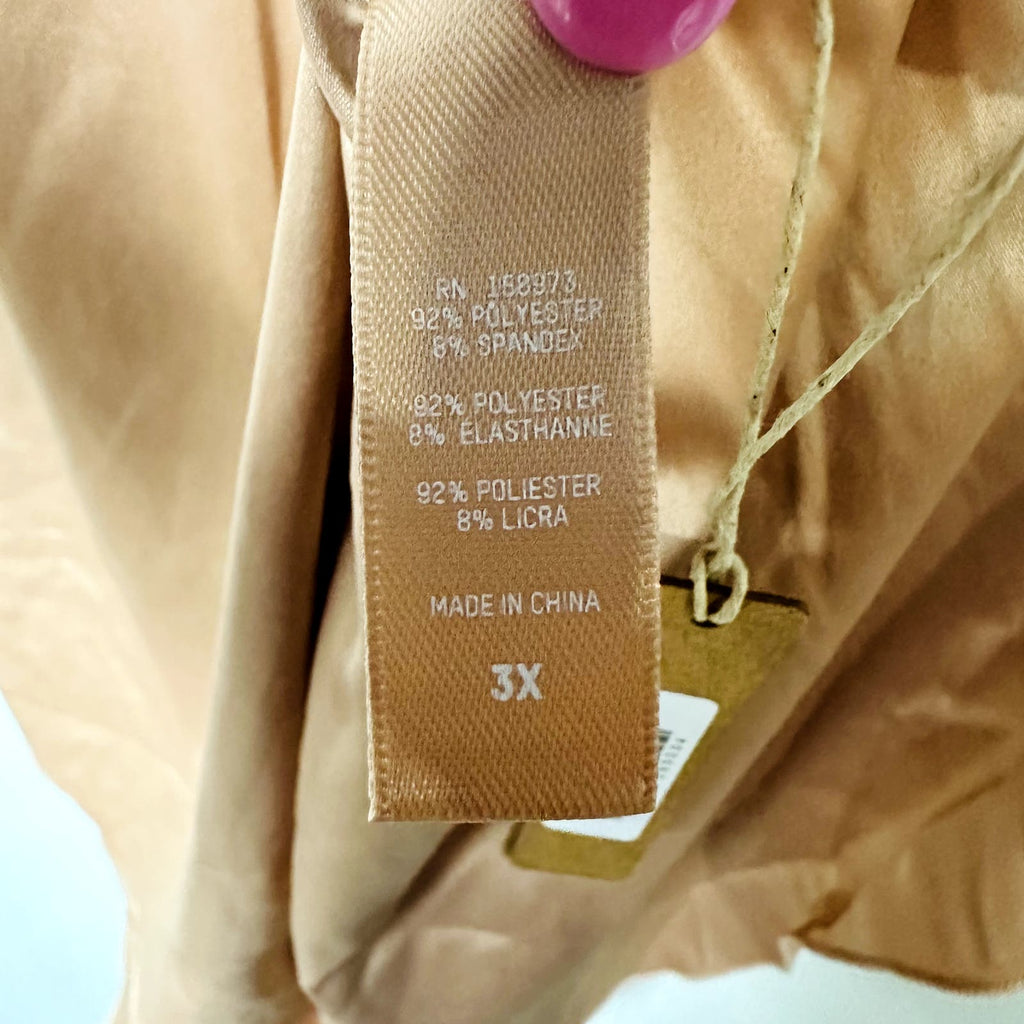 RN 158973
92% POLYESTER
8% SPANDEX
92% POLYESTER
8% ELASTHANNE
92% POLIESTER
8% LICRA
MADE IN CHINA
3X